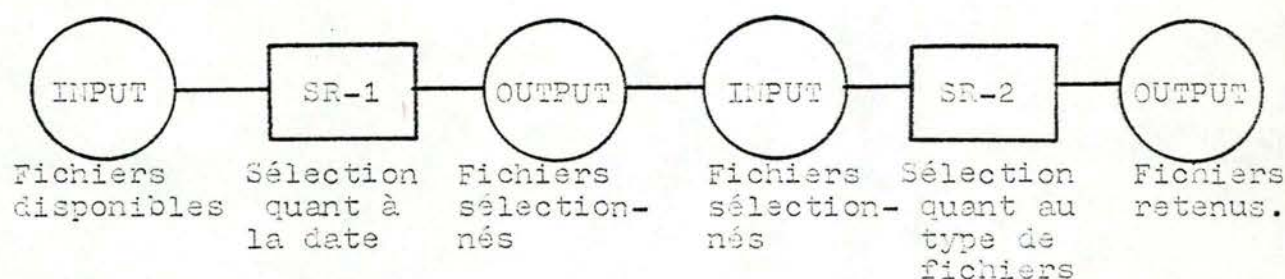 INPUT SR-1 OUTPUT INPUT SR-2 OUTPUT
Fichiers Sélection Fichiers Fichiers Sélection Fichiers
disponibles quant à sélection- sélection- quant au retenus.
la date nés nés type de
fichiers